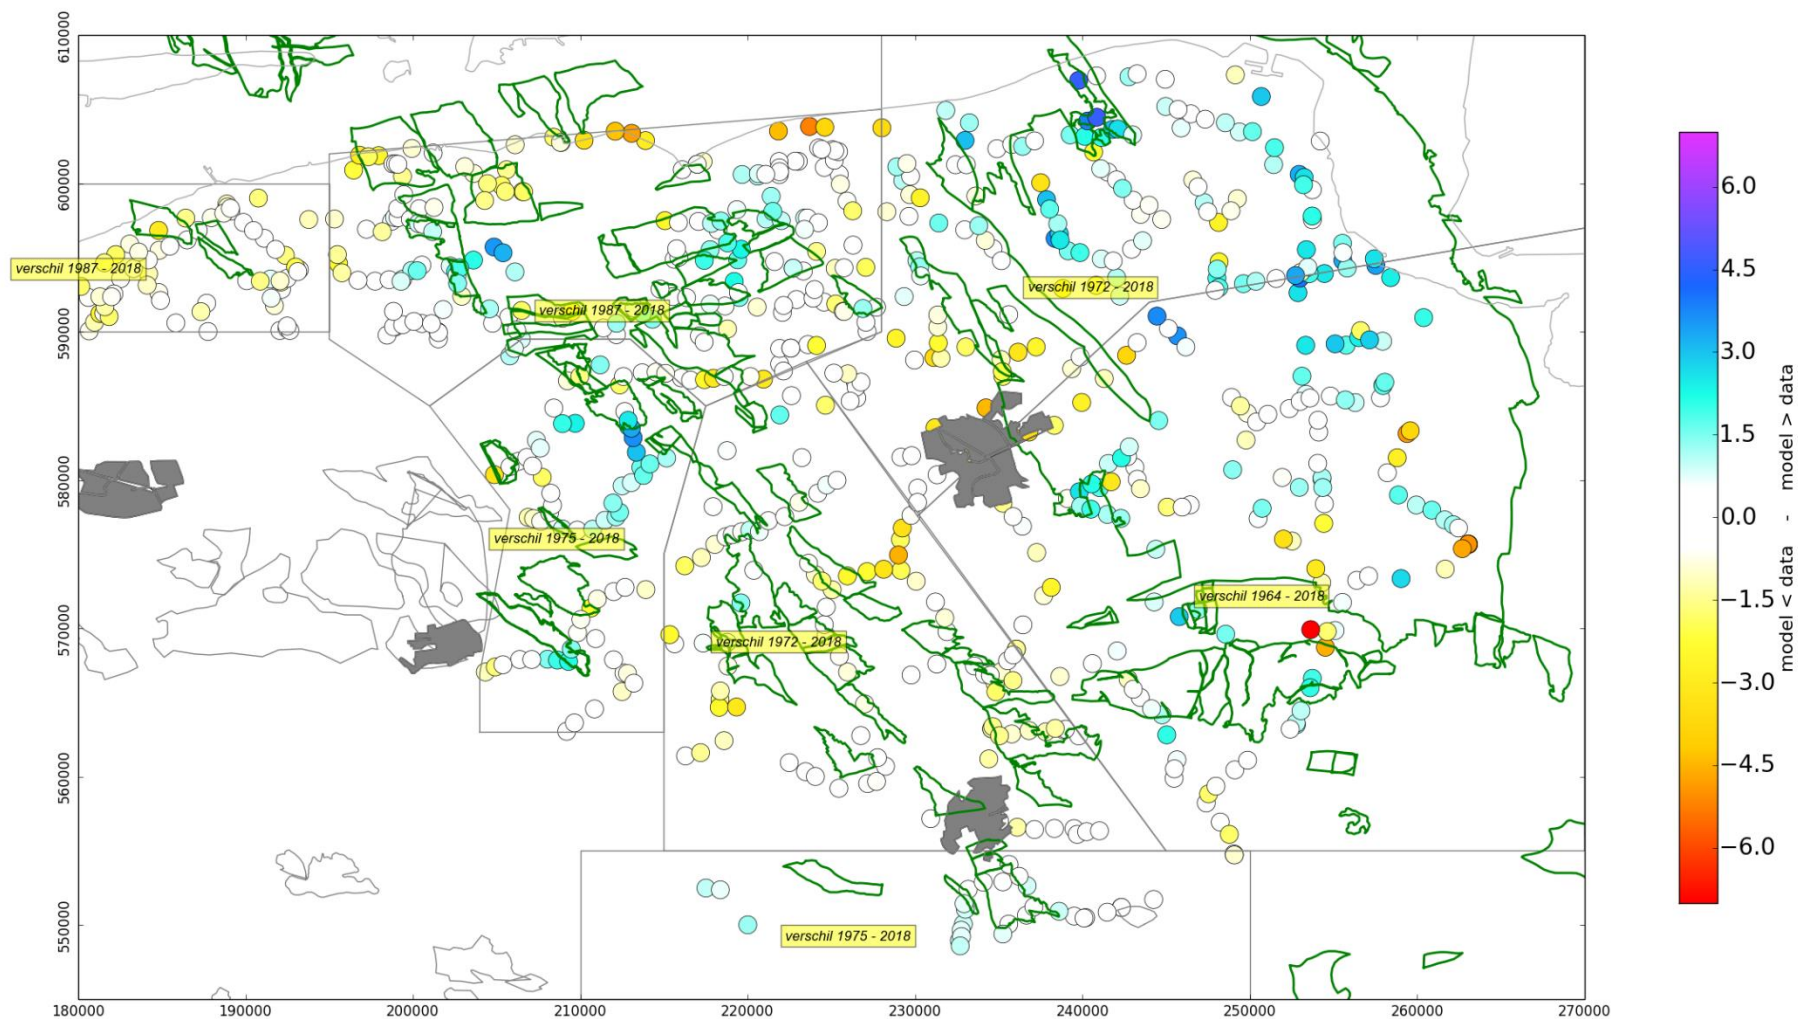 610000
600000
590000
580000
570000
560000
550000
180000 190000 200000 210000 220000 230000 240000 250000 260000 270000
verschil 1987 - 2018
verschil 1972 - 2018
verschil 1987 - 2018
verschil 1975 - 2018
verschil 1964 - 2018
verschil 1972 - 2018
verschil 1975 - 2018
6.0
4.5
3.0
1.5
0.0
−1.5
−3.0
−4.5
−6.0
model < data - model > data